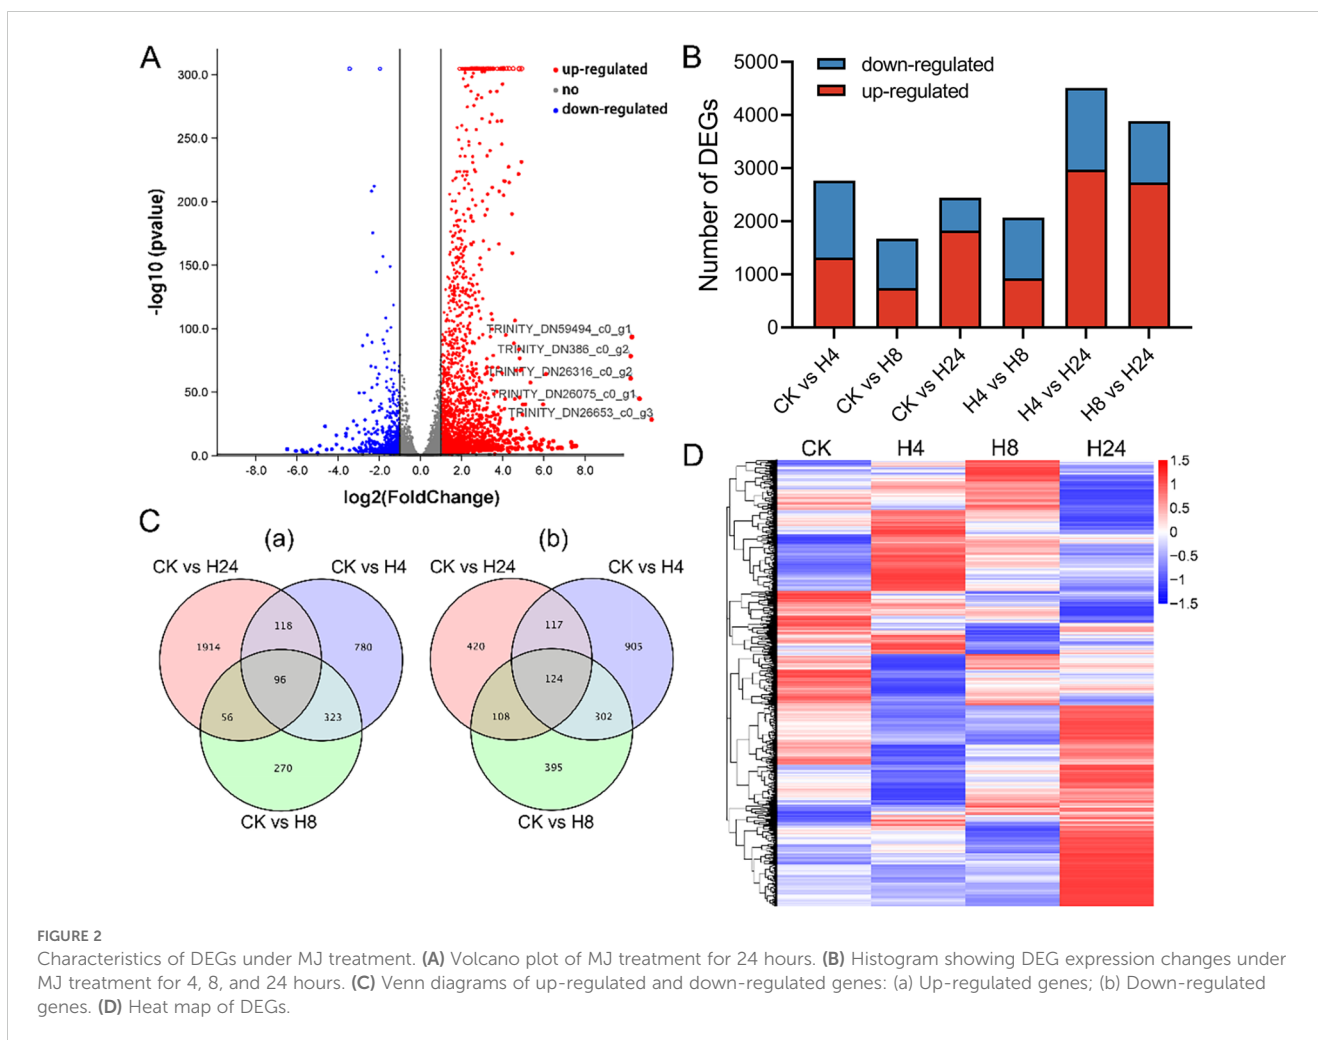 A
300.0
250.0
200.0
150.0
100.0
50.0
0.0
-log10 (pvalue)
up-regulated
no
down-regulated
TRINITY_DN59494_c0_g1
TRINITY_DN386_c0_g2
TRINITY_DN26316_c0_g2
TRINITY_DN26075_c0_g1
TRINITY_DN26653_c0_g3
-8.0 -6.0 -4.0 -2.0 0.0 2.0 4.0 6.0 8.0
log2(FoldChange)
B
down-regulated
up-regulated
5000
4000
3000
2000
1000
0
Number of DEGs
CK vs H4
CK vs H8
CK vs H24
H4 vs H8
H4 vs H24
H8 vs H24
C
(a)
CK vs H24
CK vs H4
118
1914
780
96
56
323
270
CK vs H8
(b)
CK vs H24
CK vs H4
117
420
905
124
108
302
395
CK vs H8
D
CK H4 H8 H24
1.5
1
0.5
0
−0.5
−1
−1.5
FIGURE 2
Characteristics of DEGs under MJ treatment. (A) Volcano plot of MJ treatment for 24 hours. (B) Histogram showing DEG expression changes under
MJ treatment for 4, 8, and 24 hours. (C) Venn diagrams of up-regulated and down-regulated genes: (a) Up-regulated genes; (b) Down-regulated
genes. (D) Heat map of DEGs.